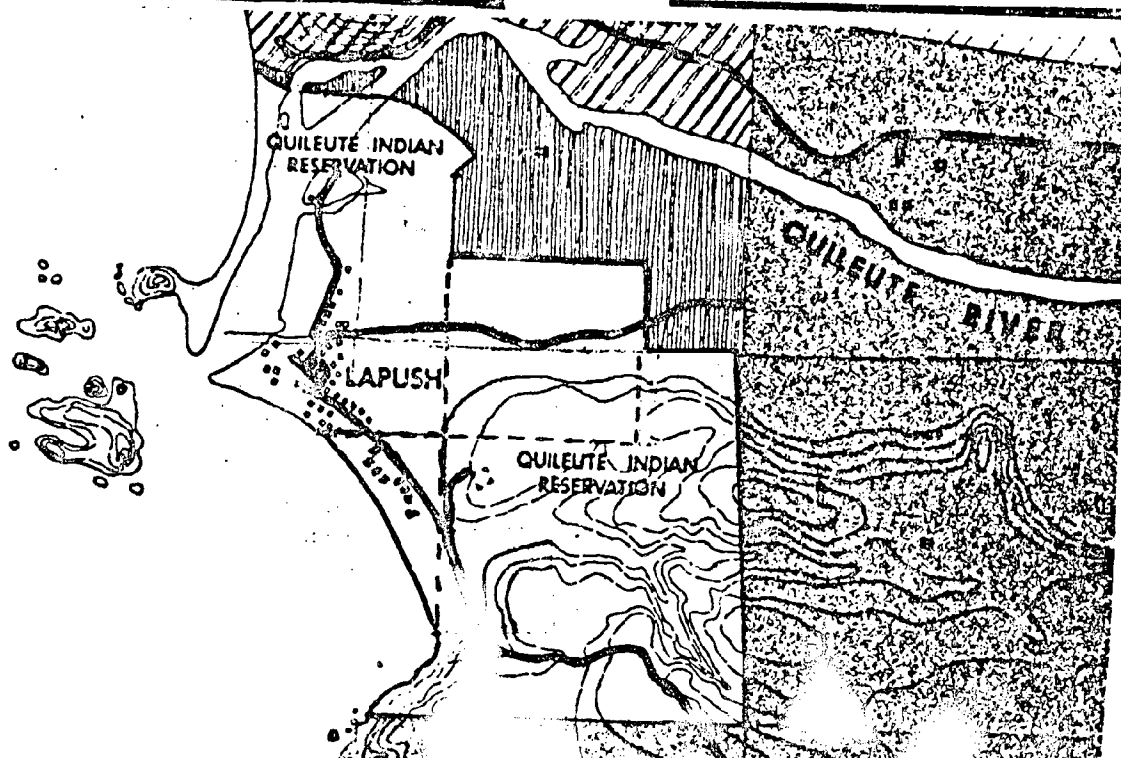 QUILEUTE INDIAN
RESERVATION
QUILEUTE
RIVER
LAPUSH
QUILEUTE INDIAN
RESERVATION